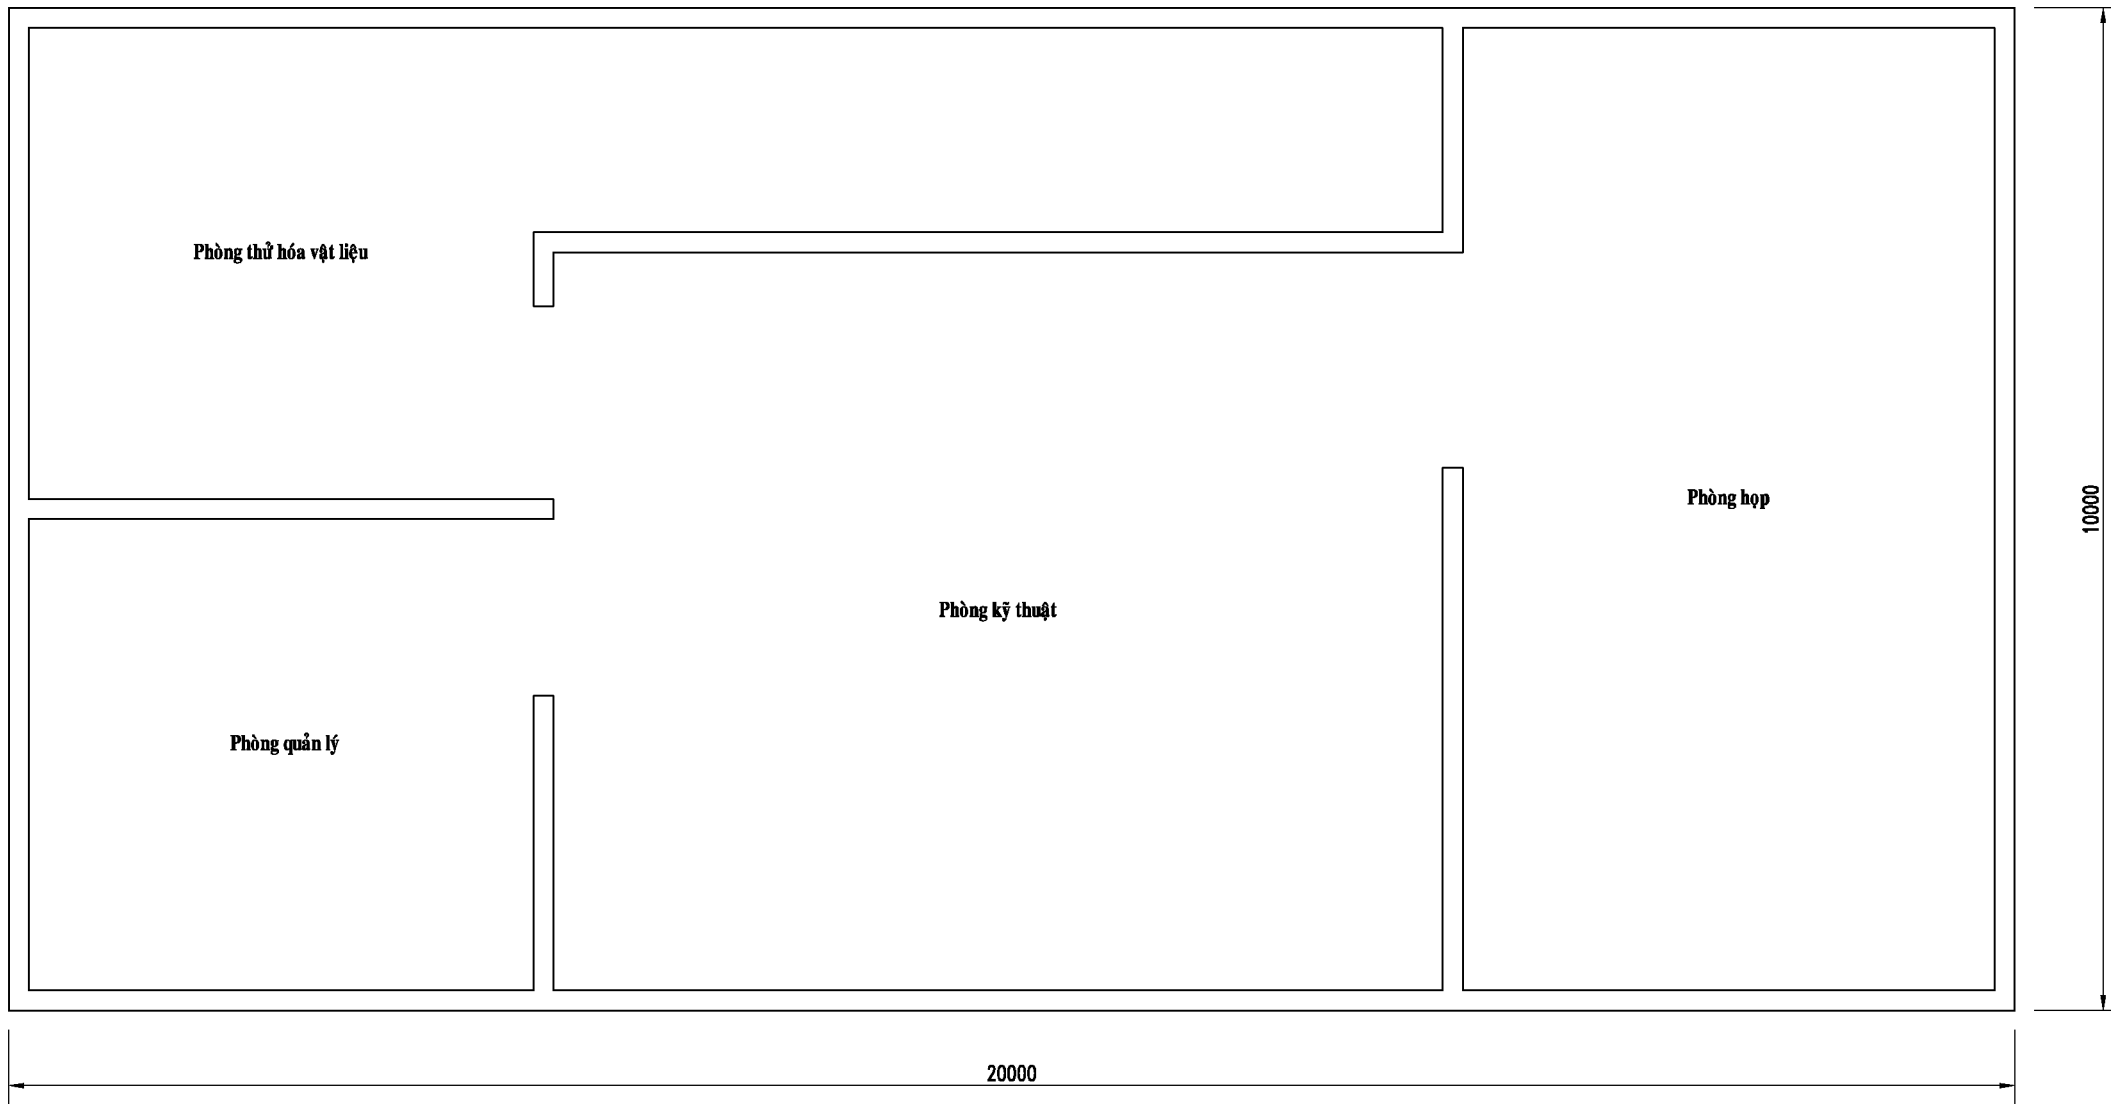 Phòng thử hóa vật liệu
Phòng họp
10000
Phòng kỹ thuật
Phòng quản lý
20000